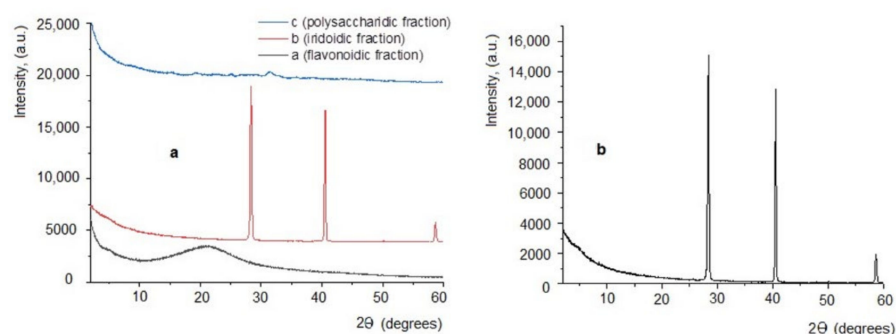 25,000
20,000
15,000
10,000
5000
0
Intensity, (a.u.)
c (polysaccharidic fraction)
b (iridoidic fraction)
a (flavonoidic fraction)
a
10 20 30 40 50 60
2Θ (degrees)
16,000
14,000
12,000
10,000
8000
6000
4000
2000
0
Intensity, (a.u.)
b
10 20 30 40 50 60
2Θ (degrees)